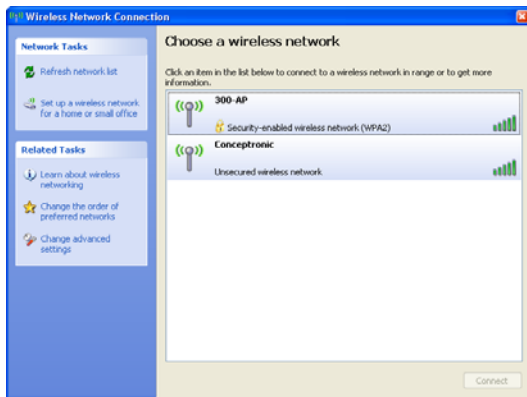 Wireless Network Connection
Network Tasks
Refresh network list
Set up a wireless network
for a home or small office
Related Tasks
Learn about wireless
networking
Change the order of
preferred networks
Change advanced
settings
Choose a wireless network
Click an item in the list below to connect to a wireless network in range or to get more
information.
300-AP
Security-enabled wireless network (WPA2)
Conceptronic
Unsecured wireless network
Connect